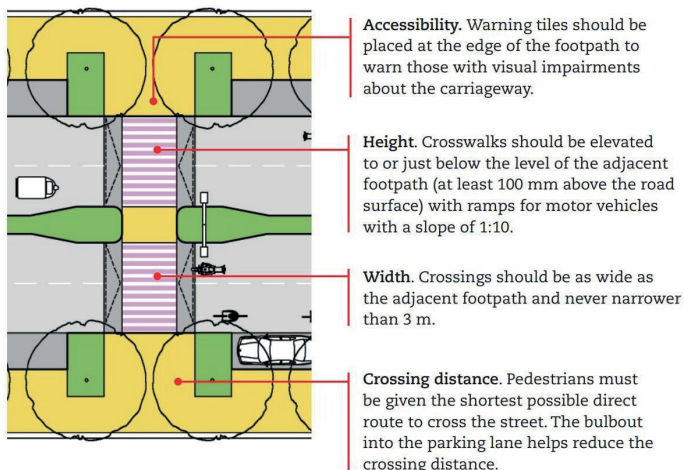 Accessibility. Warning tiles should be
placed at the edge of the footpath to
warn those with visual impairments
about the carriageway.
Height. Crosswalks should be elevated
to or just below the level of the adjacent
footpath (at least 100 mm above the road
surface) with ramps for motor vehicles
with a slope of 1:10.
Width. Crossings should be as wide as
the adjacent footpath and never narrower
than 3 m.
Crossing distance. Pedestrians must
be given the shortest possible direct
route to cross the street. The bulbout
into the parking lane helps reduce the
crossing distance.